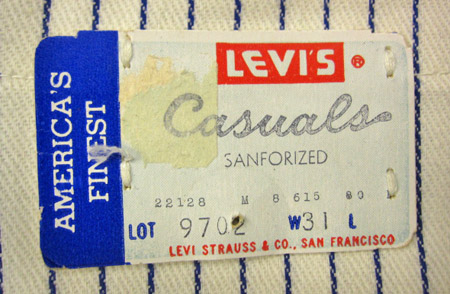 AMERICA'S
FINEST
LEVI'S ®
Casuals
SANFORIZED
22128 M 8 615 80
LOT 9702 W31 L
LEVI STRAUSS & CO., SAN FRANCISCO